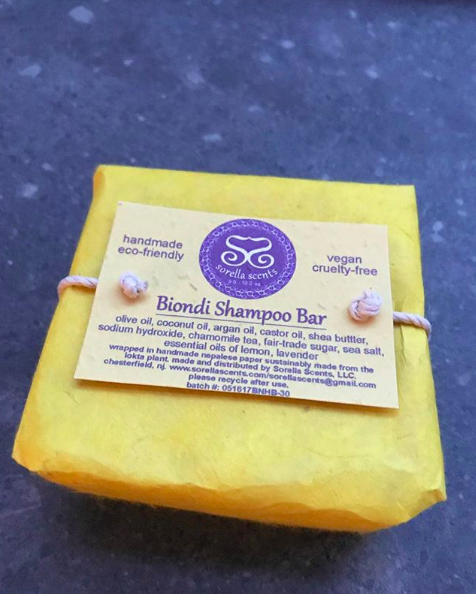 handmade
eco-friendly
sorella scents
vegan
cruelty-free
Biondi Shampoo Bar
olive oil, coconut oil, argan oil, castor oil, shea buttter,
sodium hydroxide, chamomile tea, fair-trade sugar, sea salt,
essential oils of lemon, lavender
wrapped in handmade nepalese paper sustainably made from the
lokta plant. made and distributed by Sorella Scents, LLC.
chesterfield, nj. www.sorellascents.com/sorellascents@gmail.com
please recycle after use.
batch #: 051617BNHB-30